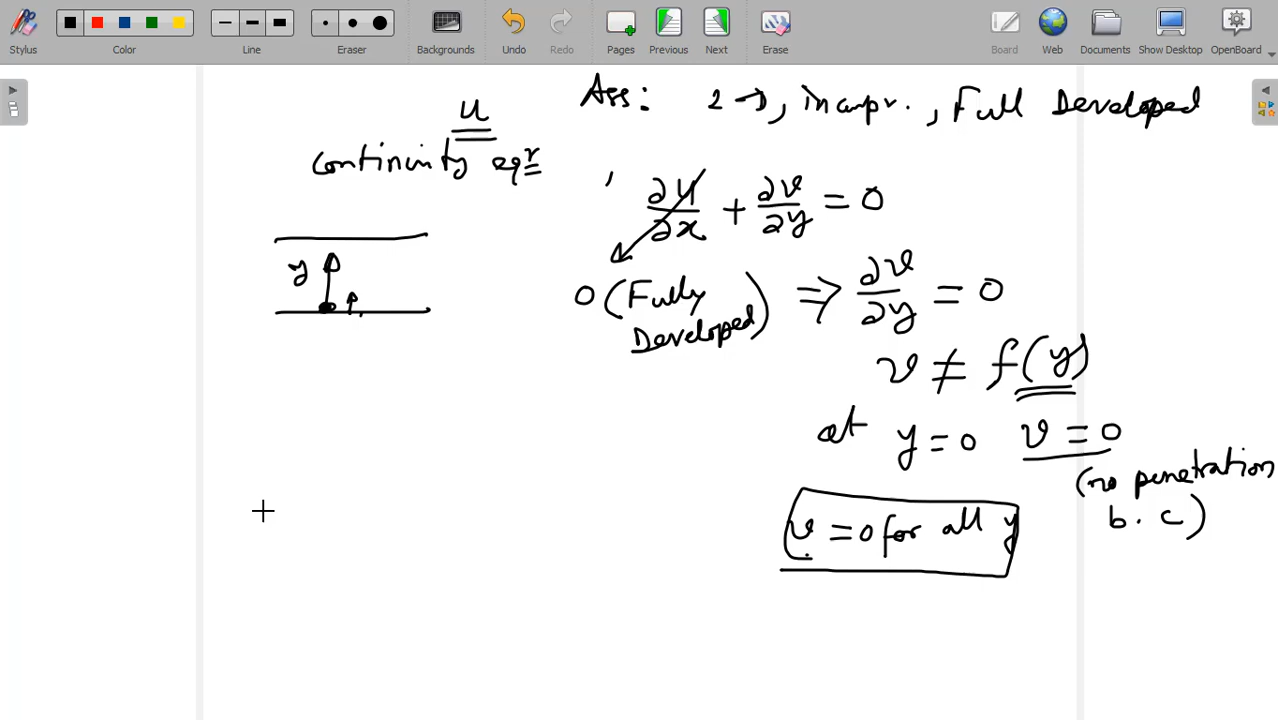 Stylus
Color
Line
Eraser
Backgrounds
Undo
Redo
Pages
Previous
Next
Erase
Board
Web
Documents
Show Desktop
OpenBoard
u
Ass: 2-D, incompr., Full Developed
continuity eqn
, ∂u/∂x + ∂v/∂y = 0
y
0 (Fully Developed) ⇒ ∂v/∂y = 0
v ≠ f(y)
at y = 0 v = 0
(no penetration
b.c)
v = 0 for all y